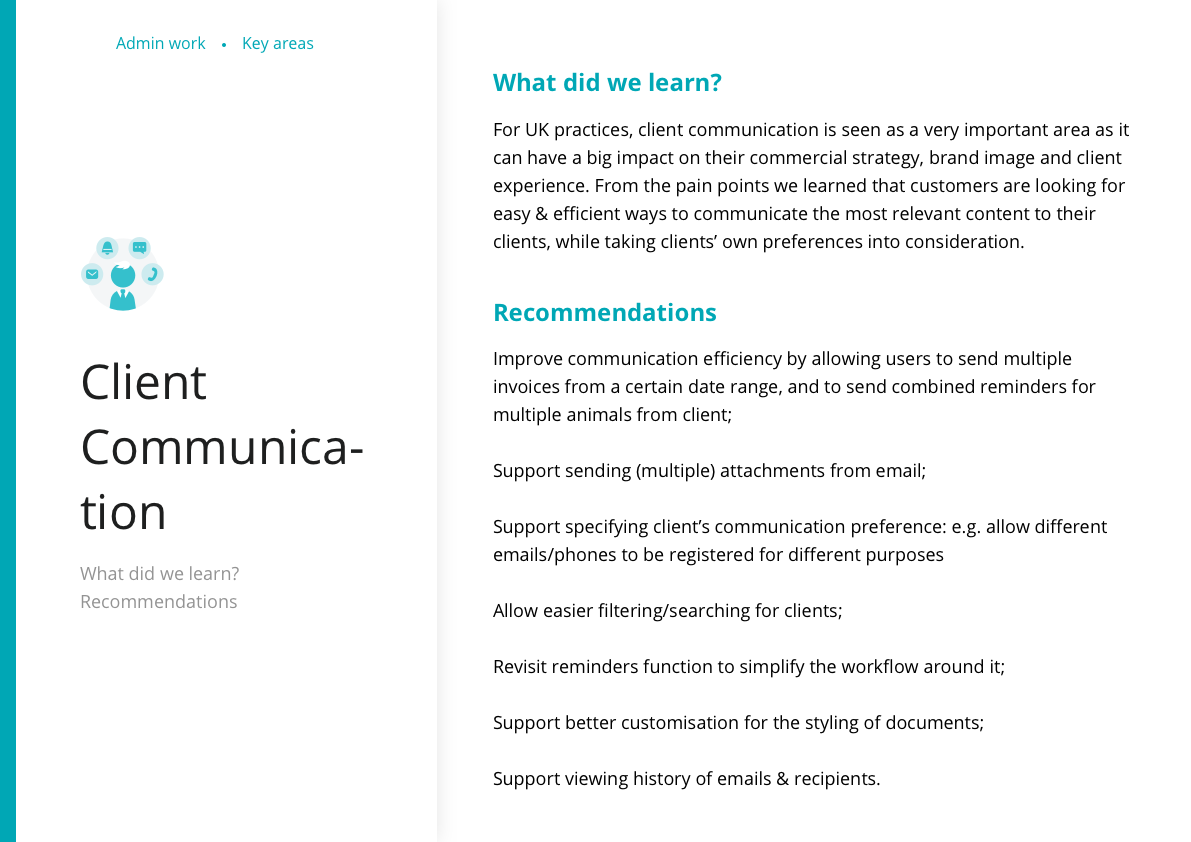 Admin work • Key areas
Client
Communica-
tion
What did we learn?
Recommendations
What did we learn?
For UK practices, client communication is seen as a very important area as it
can have a big impact on their commercial strategy, brand image and client
experience. From the pain points we learned that customers are looking for
easy & efficient ways to communicate the most relevant content to their
clients, while taking clients’ own preferences into consideration.
Recommendations
Improve communication efficiency by allowing users to send multiple
invoices from a certain date range, and to send combined reminders for
multiple animals from client;
Support sending (multiple) attachments from email;
Support specifying client’s communication preference: e.g. allow different
emails/phones to be registered for different purposes
Allow easier filtering/searching for clients;
Revisit reminders function to simplify the workflow around it;
Support better customisation for the styling of documents;
Support viewing history of emails & recipients.